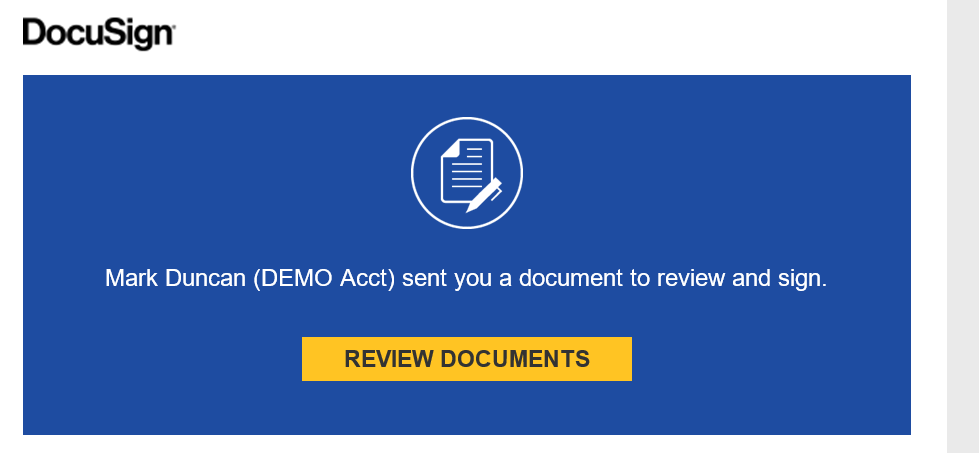 DocuSign
Mark Duncan (DEMO Acct) sent you a document to review and sign.
REVIEW DOCUMENTS